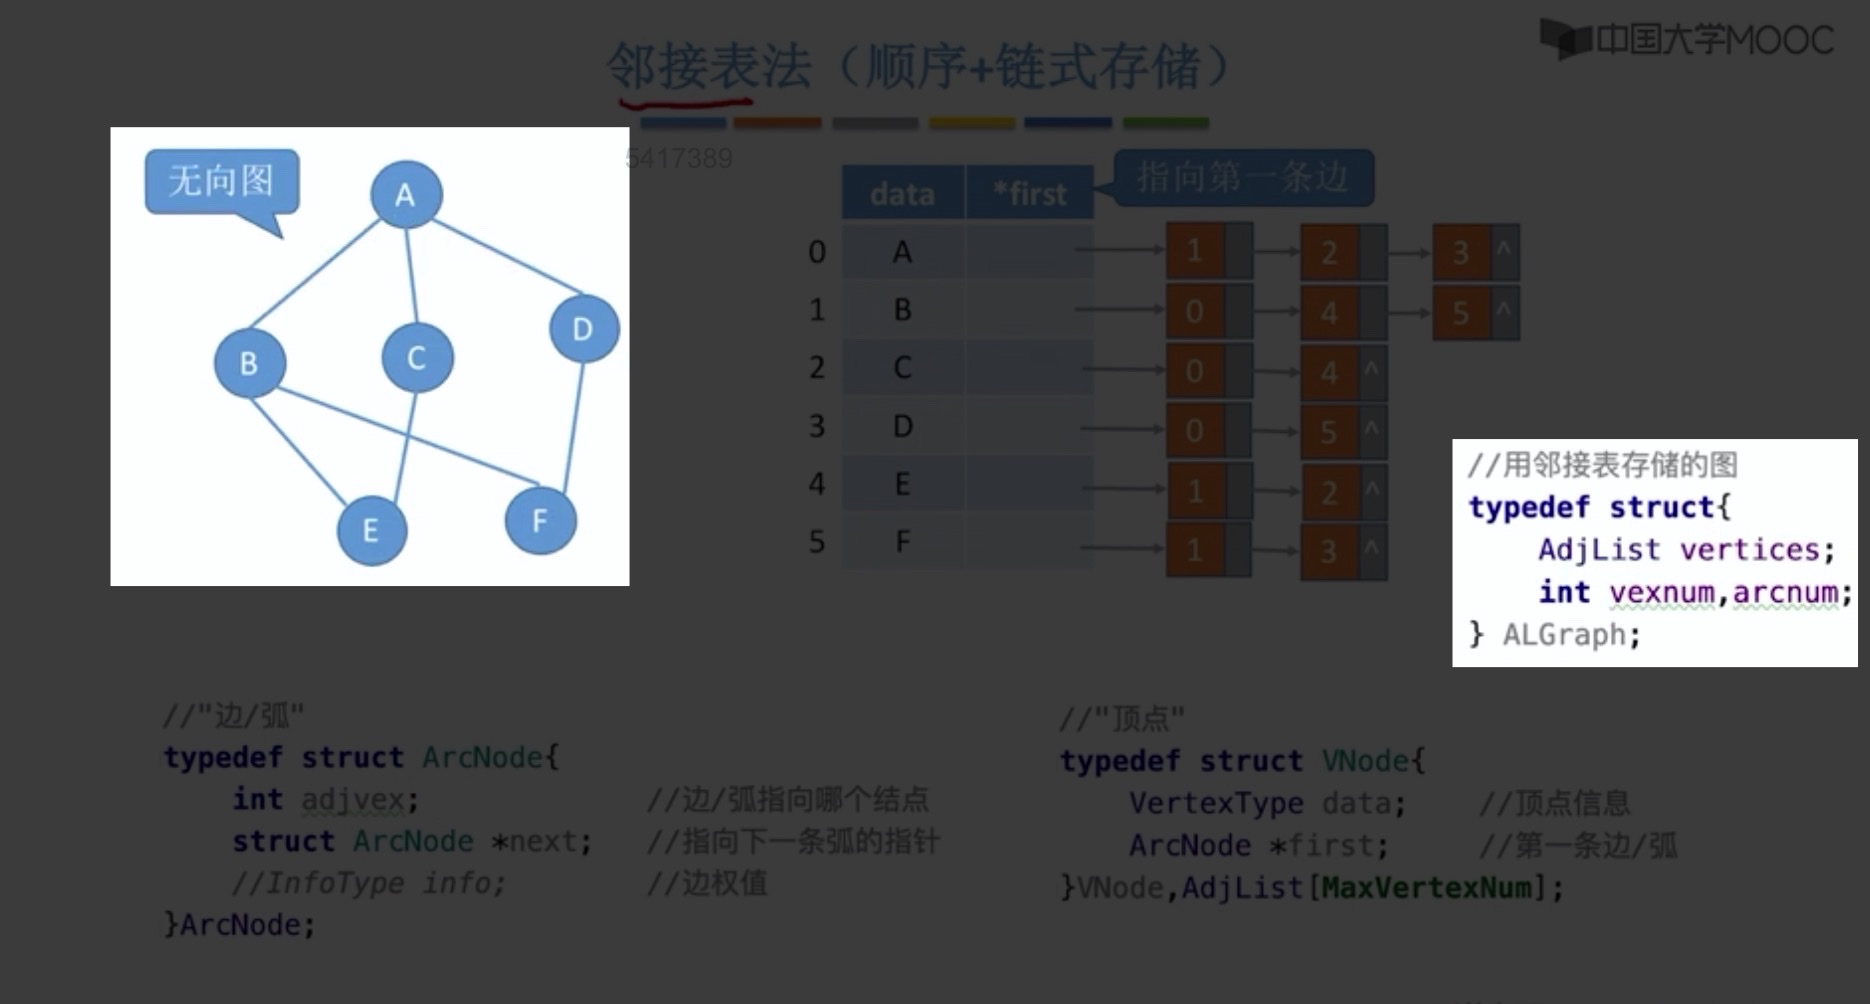 中国大学MOOC
邻接表法（顺序+链式存储）
5417389
无向图
A
B
C
D
E
F
指向第一条边
data *first
0 A 1 2 3 ^
1 B 0 4 5 ^
2 C 0 4 ^
3 D 0 5 ^
4 E 1 2 ^
5 F 1 3 ^
//用邻接表存储的图
typedef struct{
AdjList vertices;
int vexnum,arcnum;
} ALGraph;
//"边/弧"
typedef struct ArcNode{
int adjvex; //边/弧指向哪个结点
struct ArcNode *next; //指向下一条弧的指针
//InfoType info; //边权值
}ArcNode;
//"顶点"
typedef struct VNode{
VertexType data; //顶点信息
ArcNode *first; //第一条边/弧
}VNode,AdjList[MaxVertexNum];